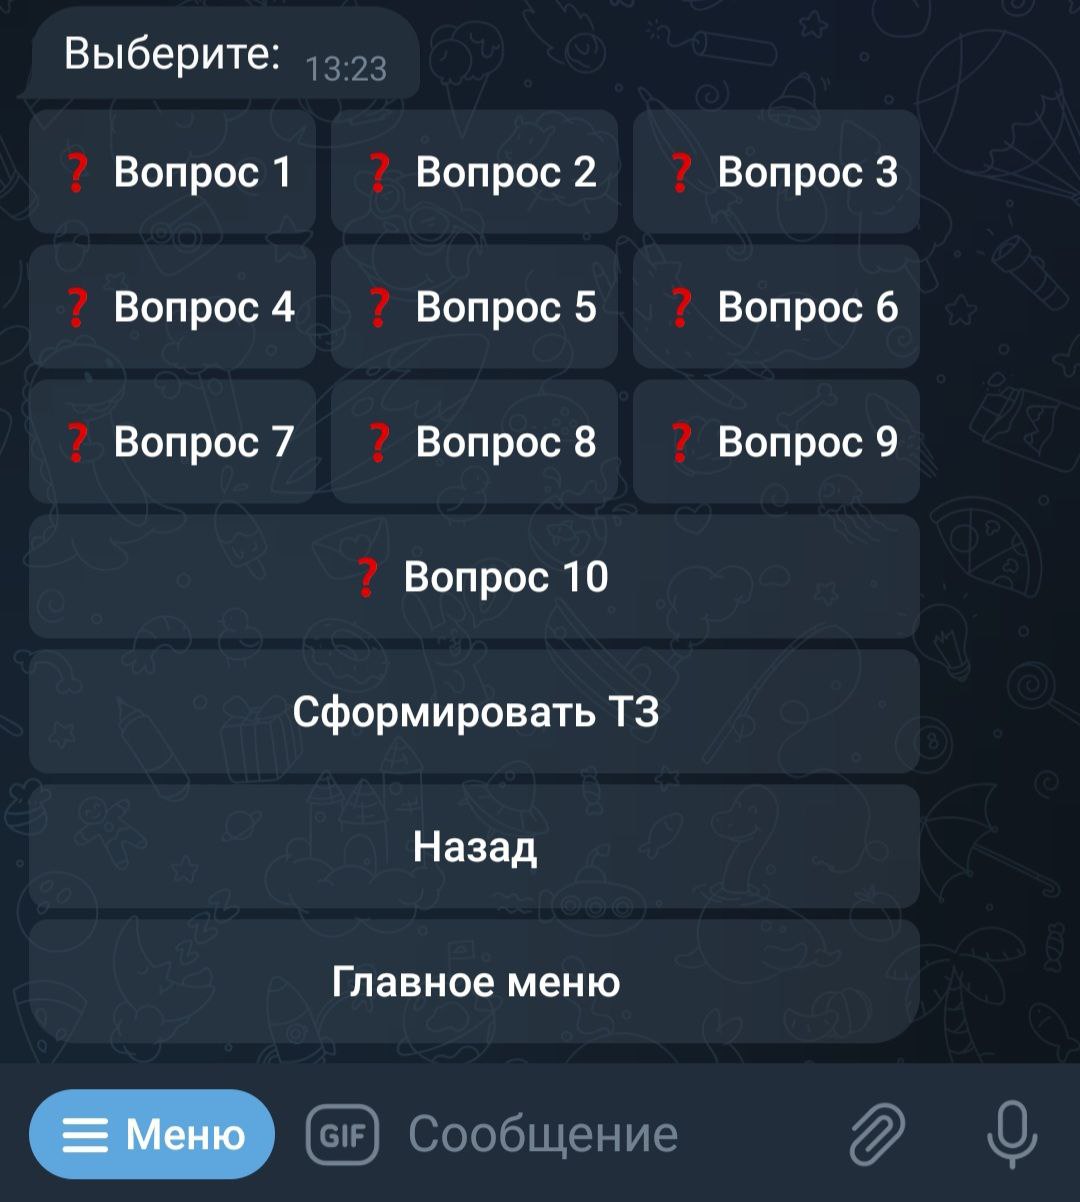 Выберите: 13:23
❓ Вопрос 1
❓ Вопрос 2
❓ Вопрос 3
❓ Вопрос 4
❓ Вопрос 5
❓ Вопрос 6
❓ Вопрос 7
❓ Вопрос 8
❓ Вопрос 9
❓ Вопрос 10
Сформировать ТЗ
Назад
Главное меню
Меню GIF Сообщение